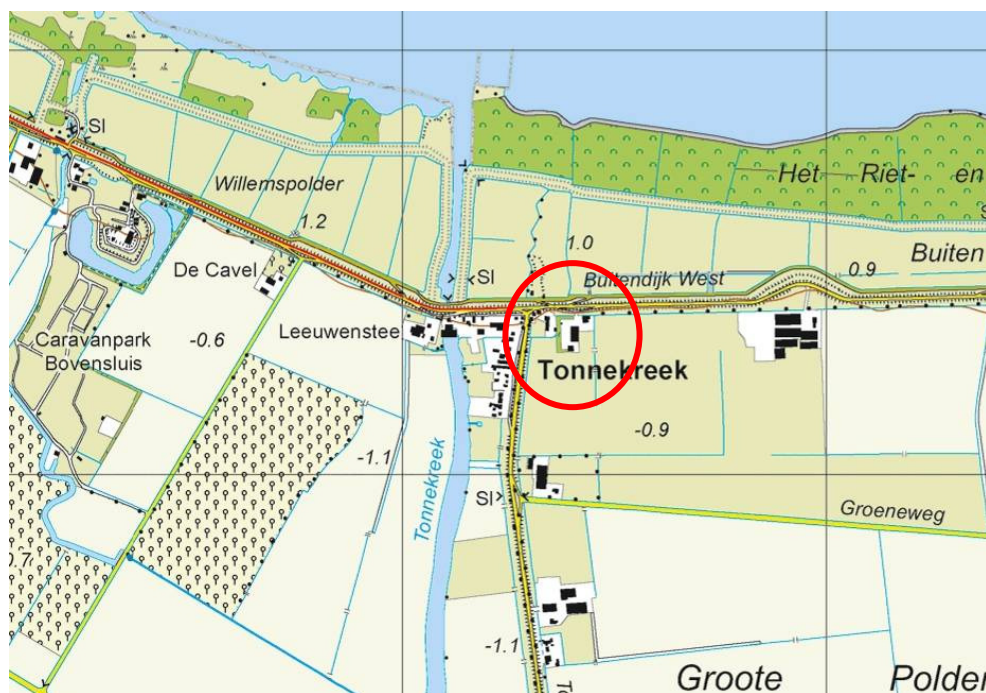 Sl
Het Riet- en
Willemspolder
1.2
1.0
Buiten
De Cavel
Sl
Buitendijk West
0.9
Leeuwenstee
-0.6
Caravanpark
Bovensluis
Tonnekreek
-0.9
-1.1
Tonnekreek
Sl
Groeneweg
-1.1
Groote Polder